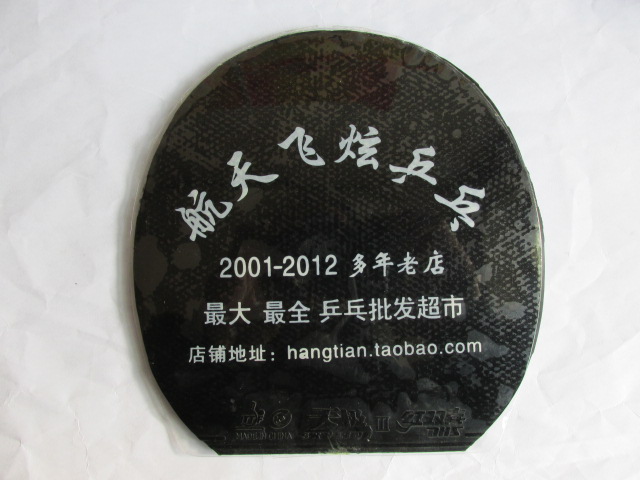 航天飞炫乒乓
2001-2012 多年老店
最大 最全 乒乓批发超市
店铺地址：hangtian.taobao.com